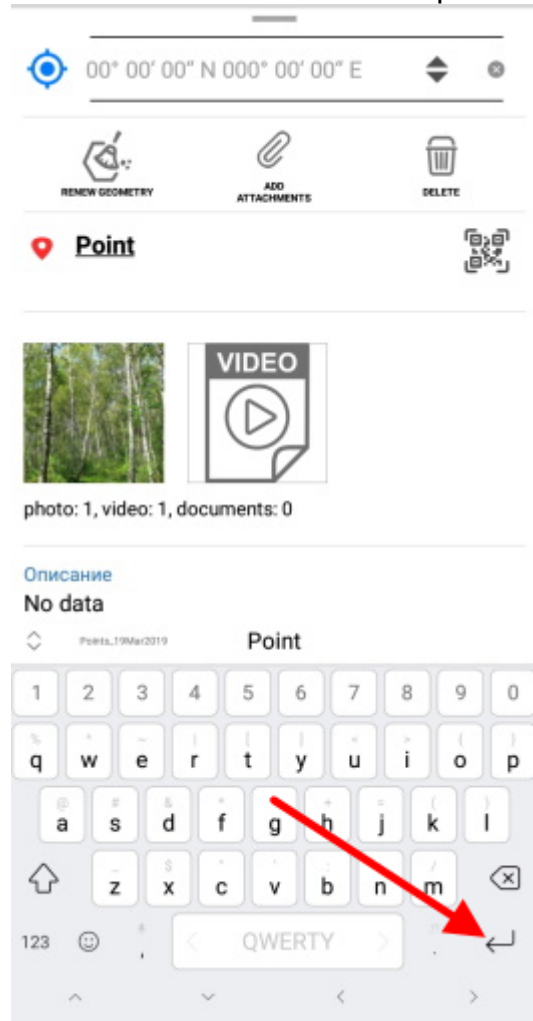 00° 00′ 00″ N 000° 00′ 00″ E
RENEW GEOMETRY
ADD
ATTACHMENTS
DELETE
Point
VIDEO
photo: 1, video: 1, documents: 0
Описание
No data
Points_19Mar2019 Point
1 2 3 4 5 6 7 8 9 0
q w e r t y u i o p
a s d f g h j k l
z x c v b n m
123 , QWERTY .